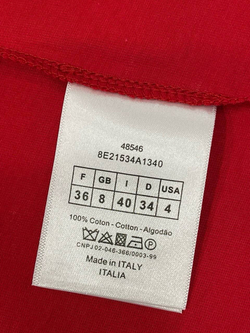 48546
8E21534A1340
F GB I D USA
36 8 40 34 4
100% Coton - Cotton - Algodão
CNPJ 02-046-366/0003-99
Made in ITALY
ITALIA